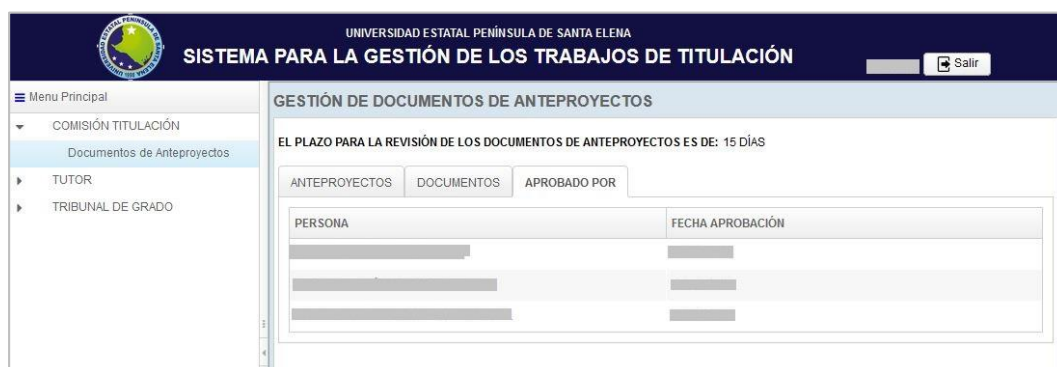 UNIVERSIDAD ESTATAL PENÍNSULA DE SANTA ELENA
SISTEMA PARA LA GESTIÓN DE LOS TRABAJOS DE TITULACIÓN
Salir
Menu Principal
COMISIÓN TITULACIÓN
Documentos de Anteproyectos
TUTOR
TRIBUNAL DE GRADO
GESTIÓN DE DOCUMENTOS DE ANTEPROYECTOS
EL PLAZO PARA LA REVISIÓN DE LOS DOCUMENTOS DE ANTEPROYECTOS ES DE: 15 DÍAS
ANTEPROYECTOS DOCUMENTOS APROBADO POR
PERSONA FECHA APROBACIÓN